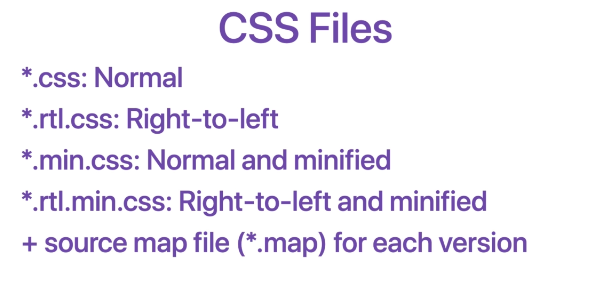 CSS Files
*.css: Normal
*.rtl.css: Right-to-left
*.min.css: Normal and minified
*.rtl.min.css: Right-to-left and minified
+ source map file (*.map) for each version